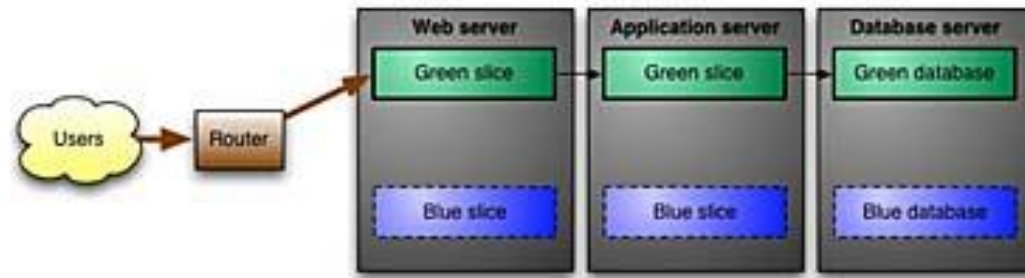 Users
Router
Web server
Green slice
Blue slice
Application server
Green slice
Blue slice
Database server
Green database
Blue database